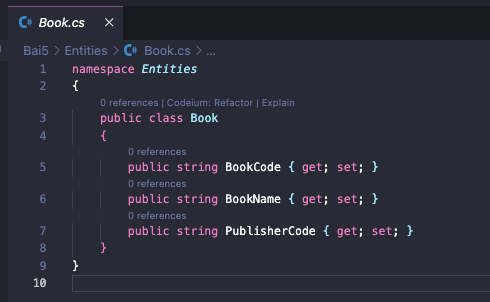 Book.cs ×
Bai5 > Entities > Book.cs > ...
1 namespace Entities
2 {
0 references | Codeium: Refactor | Explain
3 public class Book
4 {
0 references
5 public string BookCode { get; set; }
0 references
6 public string BookName { get; set; }
0 references
7 public string PublisherCode { get; set; }
8 }
9 }
10